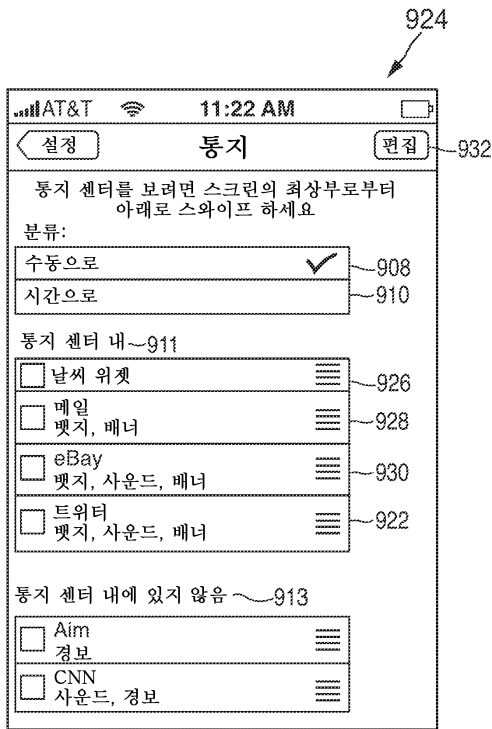 924
AT&T 11:22 AM
설정 통지 편집 932
통지 센터를 보려면 스크린의 최상부로부터
아래로 스와이프 하세요
분류:
수동으로 908
시간으로 910
통지 센터 내 911
날씨 위젯 926
메일
뱃지, 배너 928
eBay
뱃지, 사운드, 배너 930
트위터
뱃지, 사운드, 배너 922
통지 센터 내에 있지 않음 913
Aim
경보
CNN
사운드, 경보